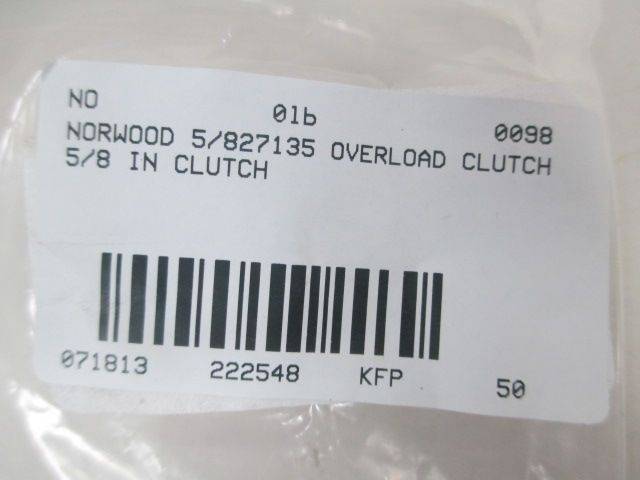 NO 01b 0098
NORWOOD 5/827135 OVERLOAD CLUTCH
5/8 IN CLUTCH
071813 222548 KFP 50